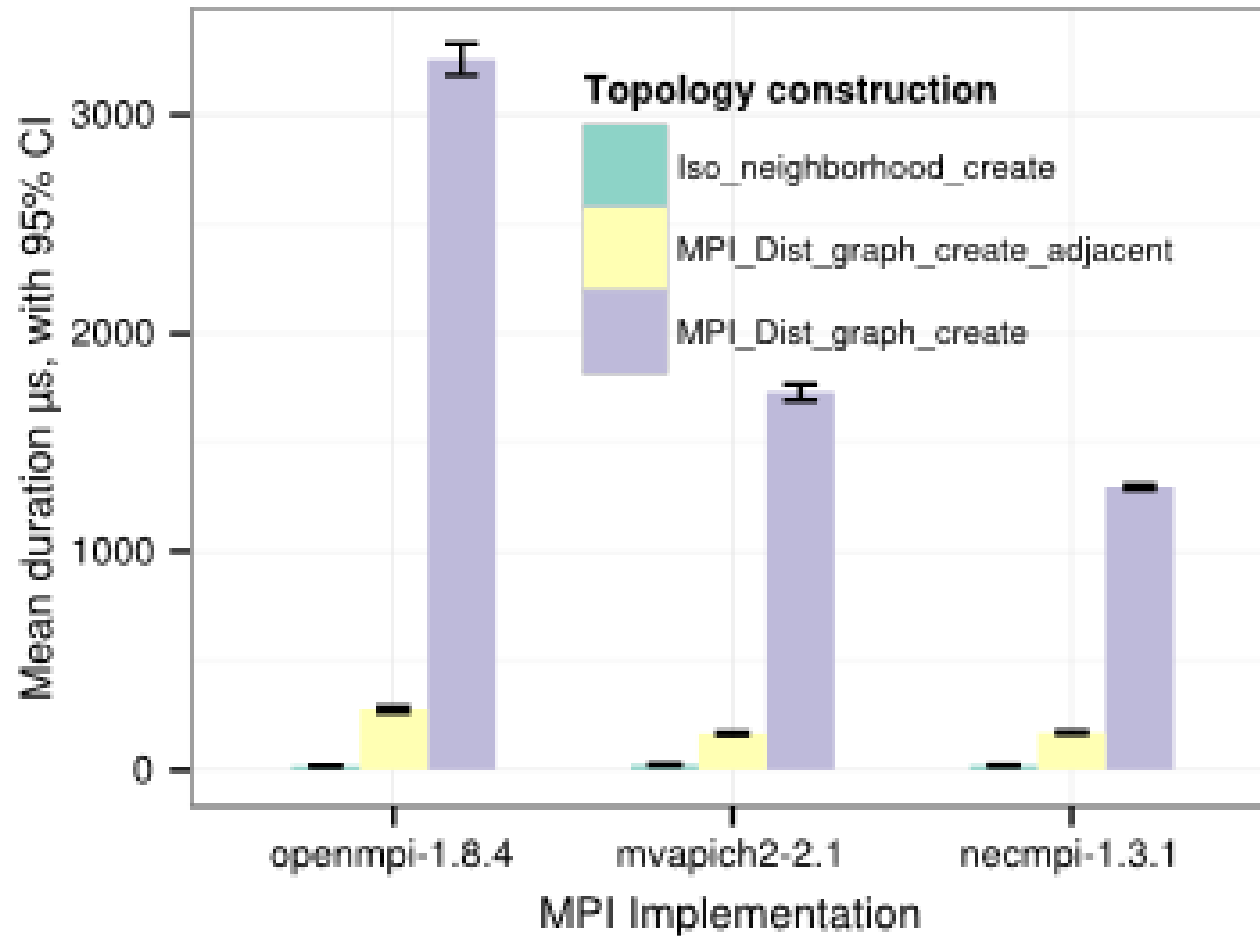 Mean duration µs, with 95% CI
3000
2000
1000
0
Topology construction
Iso_neighborhood_create
MPI_Dist_graph_create_adjacent
MPI_Dist_graph_create
openmpi-1.8.4 mvapich2-2.1 necmpi-1.3.1
MPI Implementation